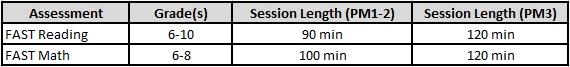 Assessment Grade(s) Session Length (PM1-2) Session Length (PM3)
FAST Reading 6-10 90 min 120 min
FAST Math 6-8 100 min 120 min